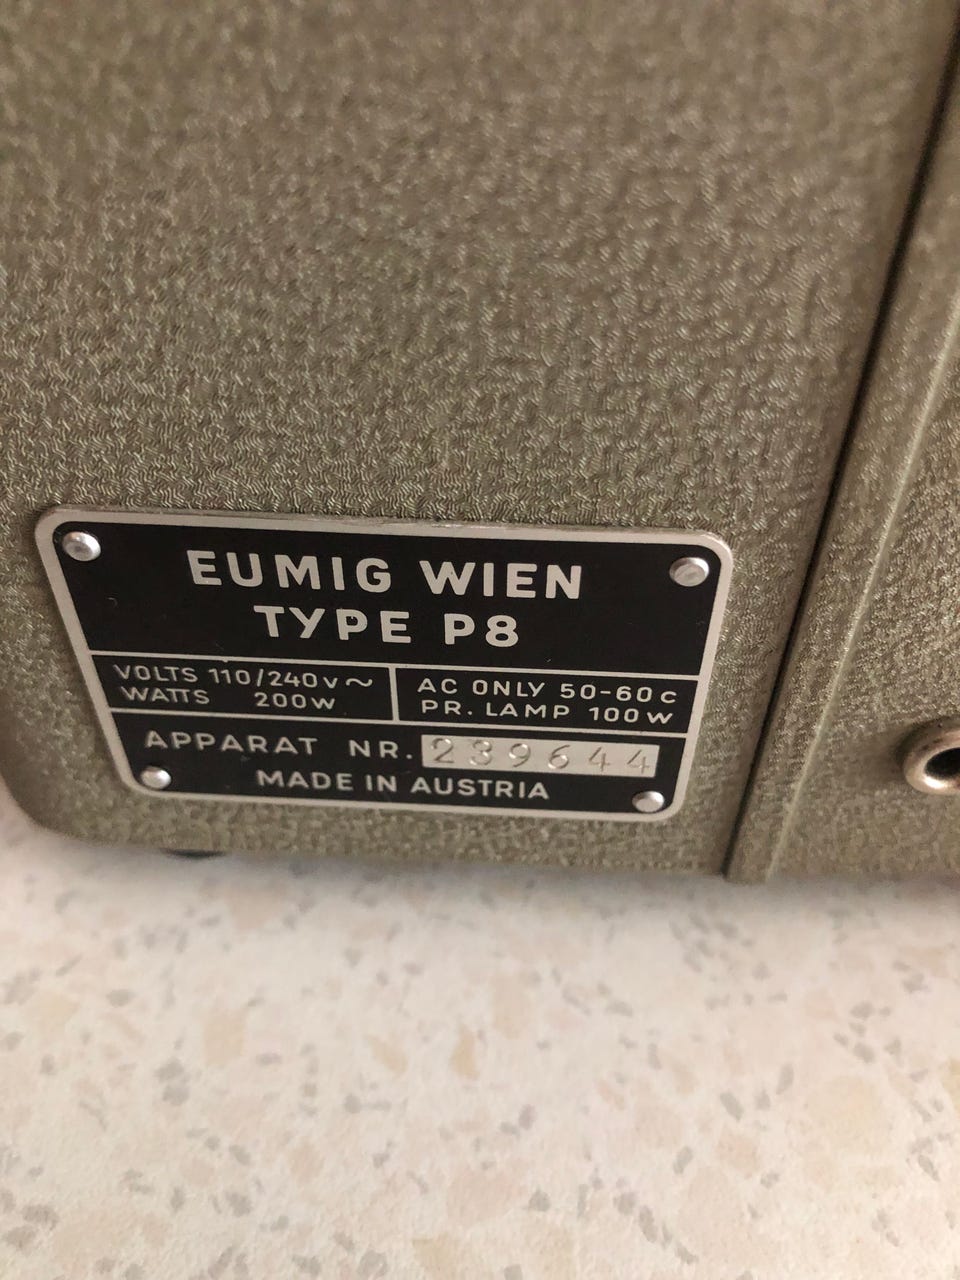 EUMIG WIEN
TYPE P8
VOLTS 110/240V~
WATTS 200W
AC ONLY 50-60c
PR. LAMP 100W
APPARAT NR. 239644
MADE IN AUSTRIA